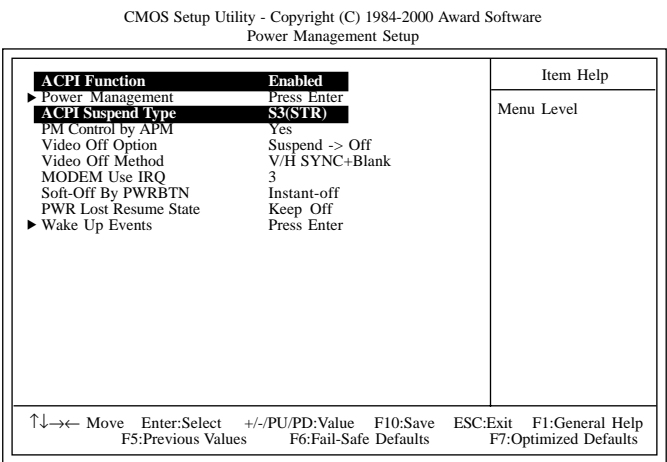 CMOS Setup Utility - Copyright (C) 1984-2000 Award Software
Power Management Setup
ACPI Function Enabled
▶ Power Management Press Enter
ACPI Suspend Type S3(STR)
PM Control by APM Yes
Video Off Option Suspend -> Off
Video Off Method V/H SYNC+Blank
MODEM Use IRQ 3
Soft-Off By PWRBTN Instant-off
PWR Lost Resume State Keep Off
▶ Wake Up Events Press Enter
Item Help
Menu Level
↑↓→← Move Enter:Select +/-/PU/PD:Value F10:Save ESC:Exit F1:General Help
F5:Previous Values F6:Fail-Safe Defaults F7:Optimized Defaults